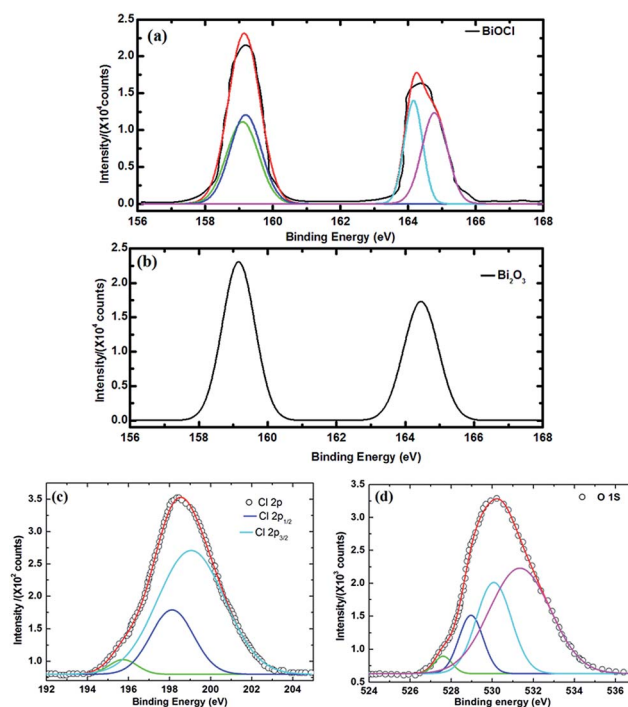 (a)
BiOCl
Intensity/(X10⁴counts)
2.5
2.0
1.5
1.0
0.5
0.0
156 158 160 162 164 166 168
Binding Energy (eV)
(b)
Bi₂O₃
Intensity/(X10⁴ counts)
2.5
2.0
1.5
1.0
0.5
0.0
156 158 160 162 164 166 168
Binding Energy (eV)
(c)
Cl 2p
Cl 2p₁/₂
Cl 2p₃/₂
Intensity/(X10² counts)
3.5
3.0
2.5
2.0
1.5
1.0
192 194 196 198 200 202 204
Binding Energy (eV)
(d)
O 1S
Intensity/(X10³ counts)
3.5
3.0
2.5
2.0
1.5
1.0
524 526 528 530 532 534 536
Binding Energy (eV)